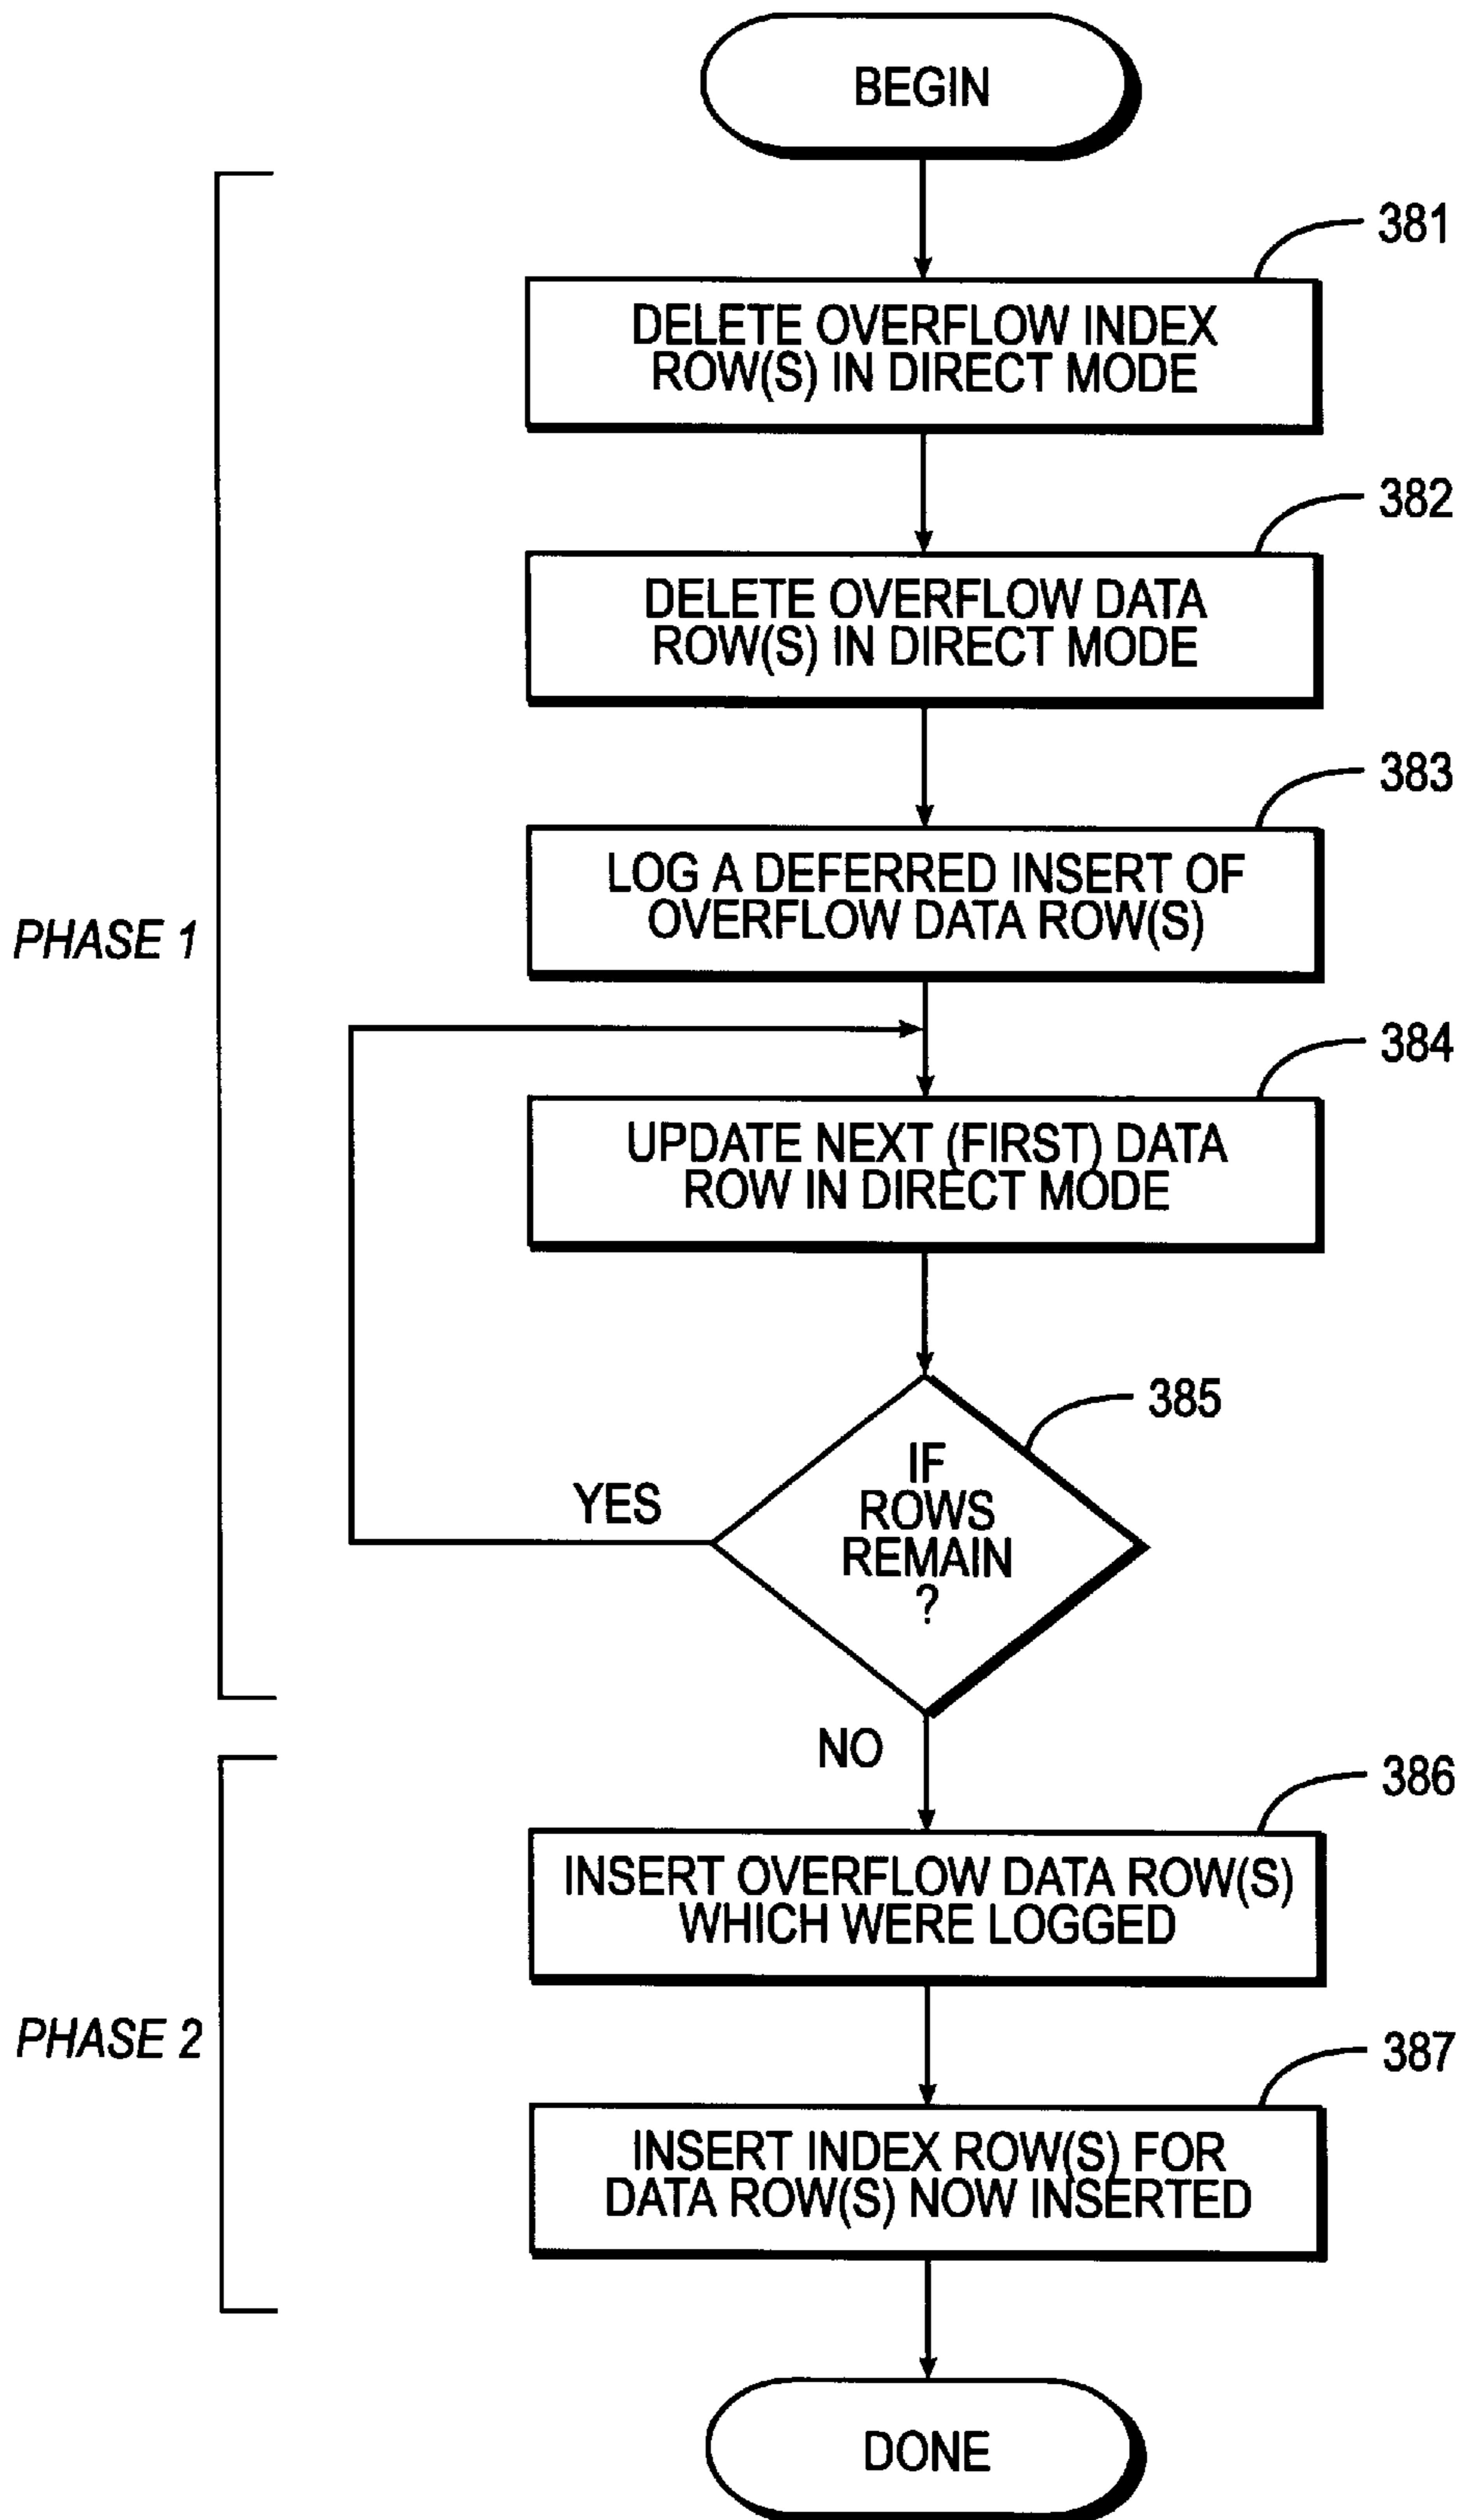 BEGIN
381
DELETE OVERFLOW INDEX
ROW(S) IN DIRECT MODE
382
DELETE OVERFLOW DATA
ROW(S) IN DIRECT MODE
383
LOG A DEFERRED INSERT OF
OVERFLOW DATA ROW(S)
PHASE 1
384
UPDATE NEXT (FIRST) DATA
ROW IN DIRECT MODE
385
IF
ROWS
REMAIN
?
YES
NO
386
INSERT OVERFLOW DATA ROW(S)
WHICH WERE LOGGED
PHASE 2
387
INSERT INDEX ROW(S) FOR
DATA ROW(S) NOW INSERTED
DONE